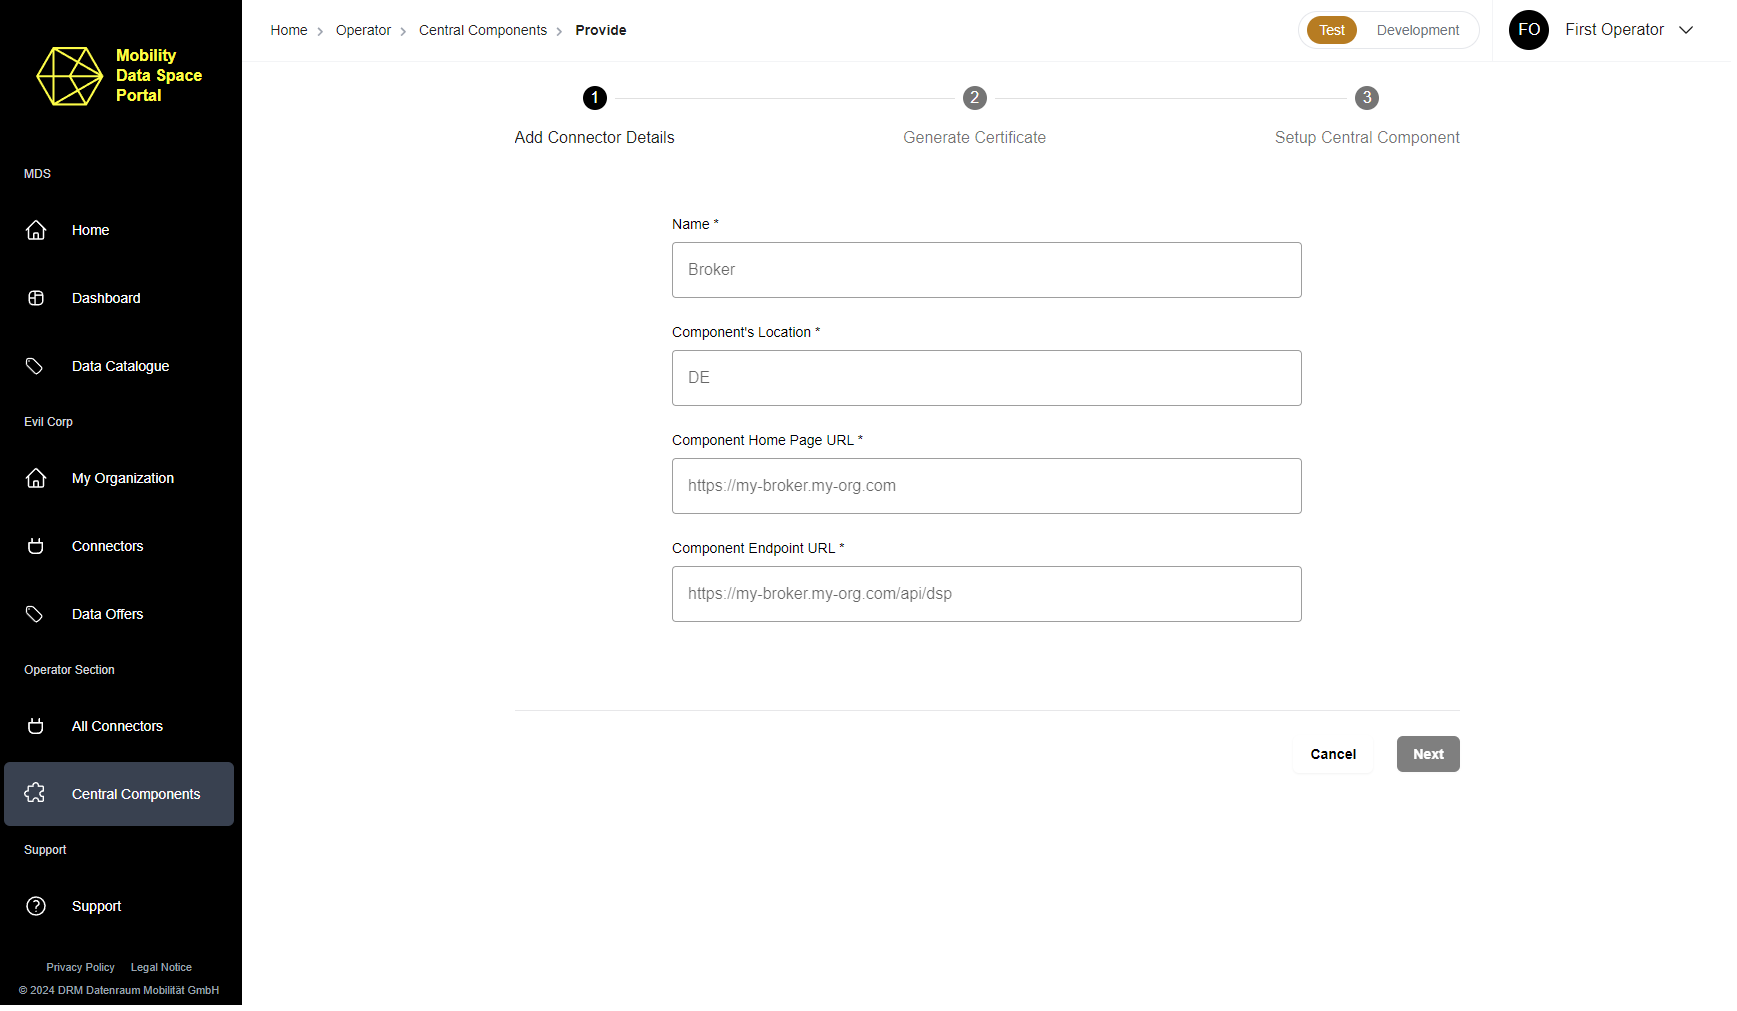 Mobility
Data Space
Portal
MDS
Home
Dashboard
Data Catalogue
Evil Corp
My Organization
Connectors
Data Offers
Operator Section
All Connectors
Central Components
Support
Support
Privacy Policy Legal Notice
© 2024 DRM Datenraum Mobilität GmbH
Home > Operator > Central Components > Provide
Test Development
FO First Operator
1 2 3
Add Connector Details Generate Certificate Setup Central Component
Name *
Broker
Component's Location *
DE
Component Home Page URL *
https://my-broker.my-org.com
Component Endpoint URL *
https://my-broker.my-org.com/api/dsp
Cancel Next